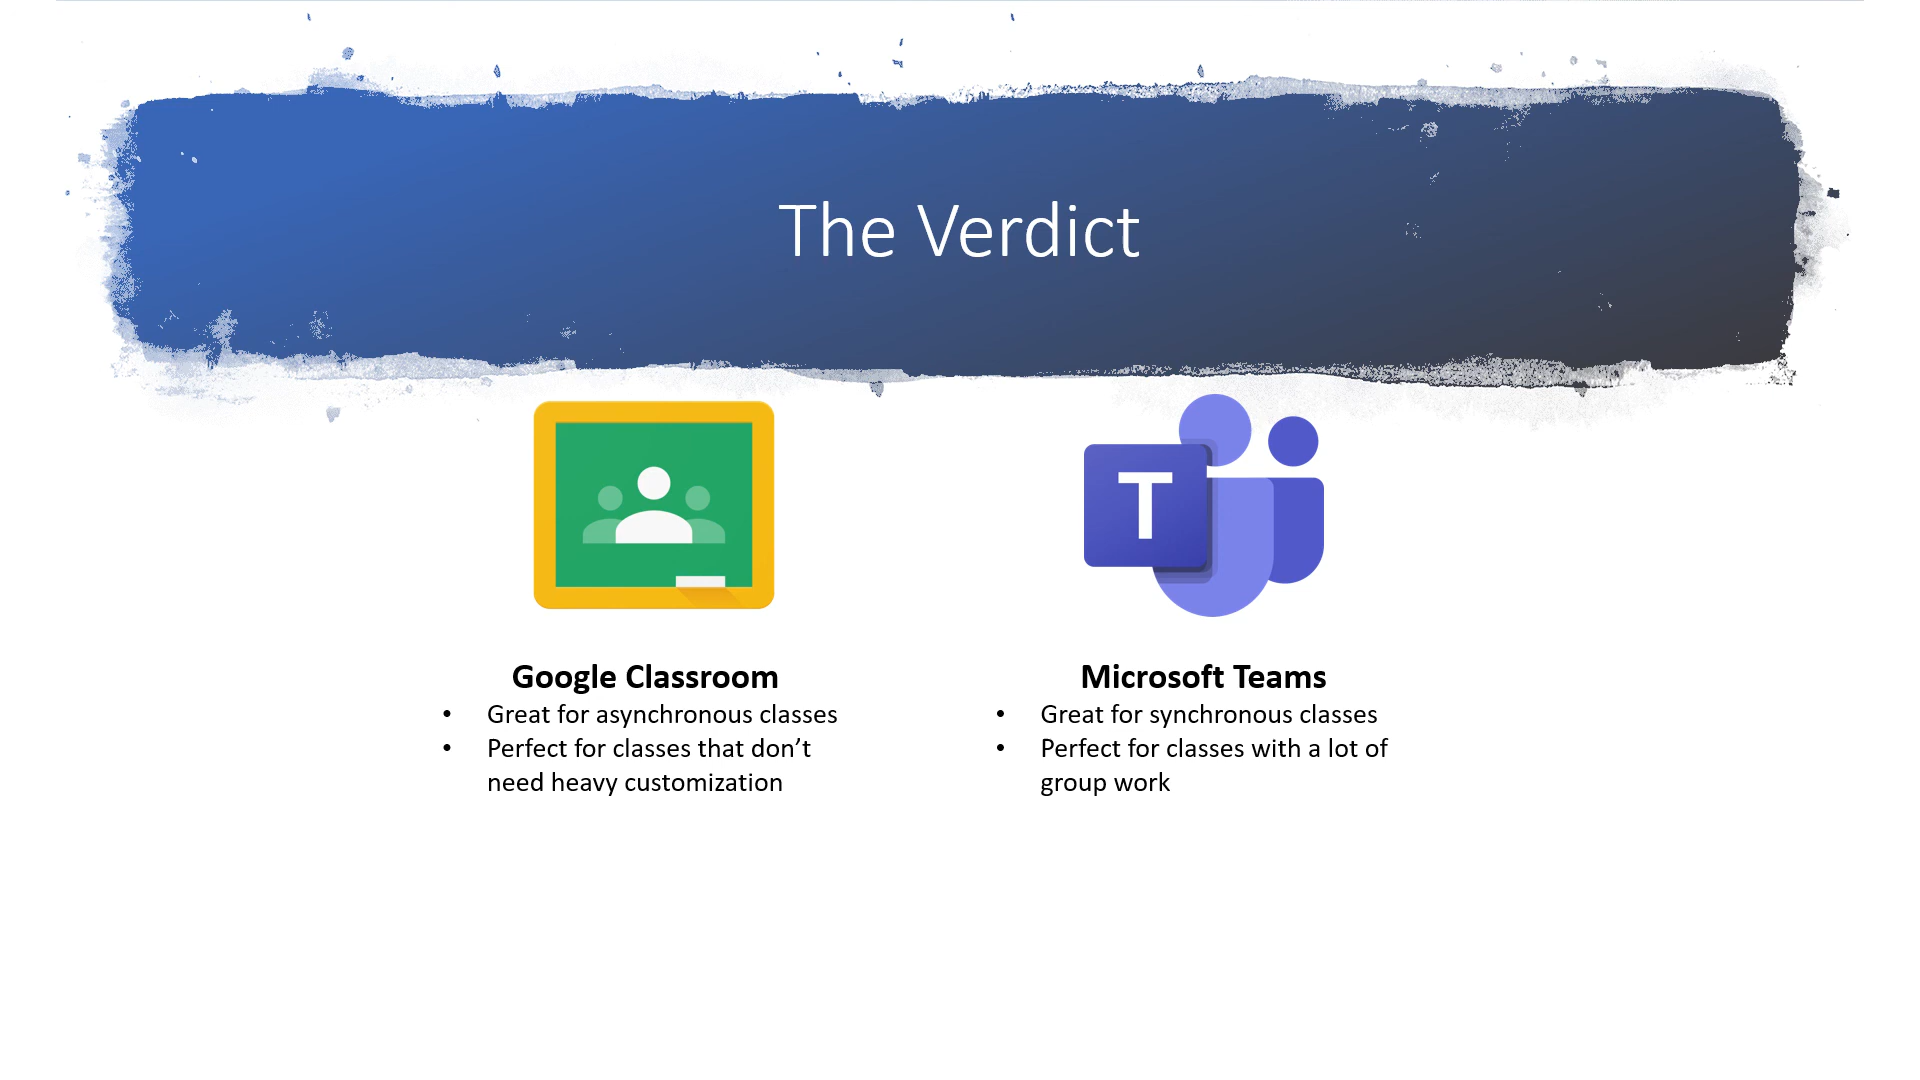 The Verdict
T
Google Classroom
• Great for asynchronous classes
• Perfect for classes that don’t
need heavy customization
Microsoft Teams
• Great for synchronous classes
• Perfect for classes with a lot of
group work